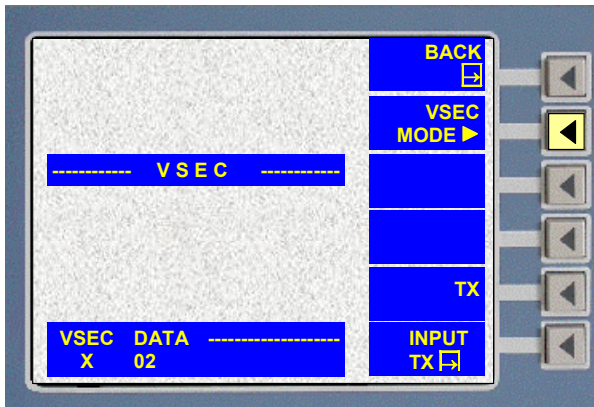 BACK
VSEC
MODE ►
------------ V S E C ------------
TX
VSEC DATA --------------------
X 02
INPUT
TX